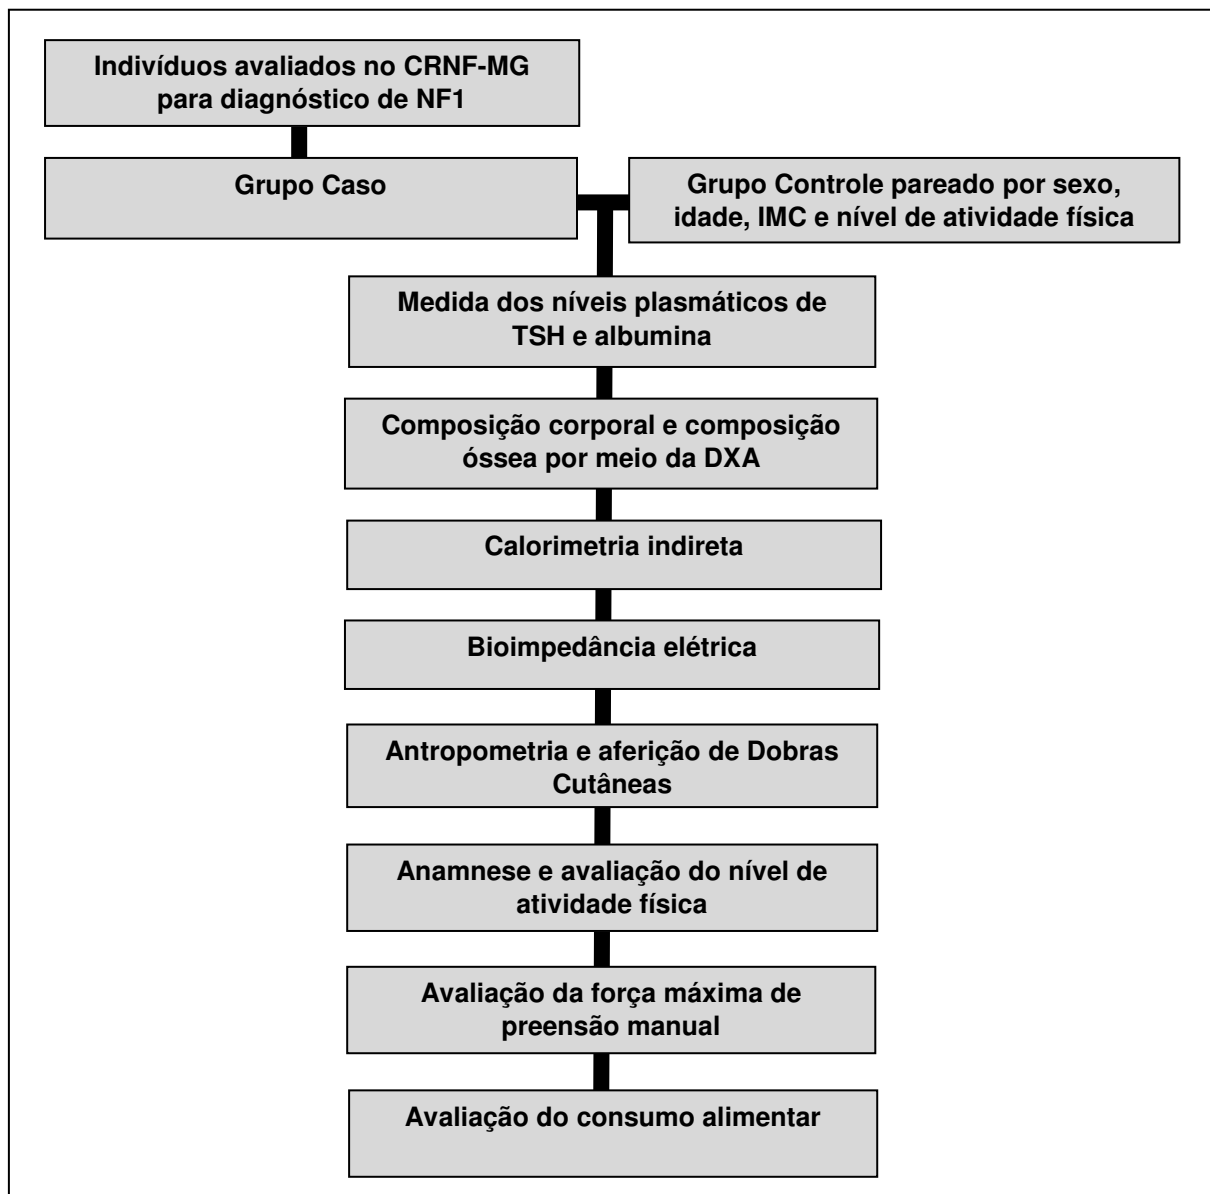 Indivíduos avaliados no CRNF-MG
para diagnóstico de NF1
Grupo Caso
Grupo Controle pareado por sexo,
idade, IMC e nível de atividade física
Medida dos níveis plasmáticos de
TSH e albumina
Composição corporal e composição
óssea por meio da DXA
Calorimetria indireta
Bioimpedância elétrica
Antropometria e aferição de Dobras
Cutâneas
Anamnese e avaliação do nível de
atividade física
Avaliação da força máxima de
preensão manual
Avaliação do consumo alimentar